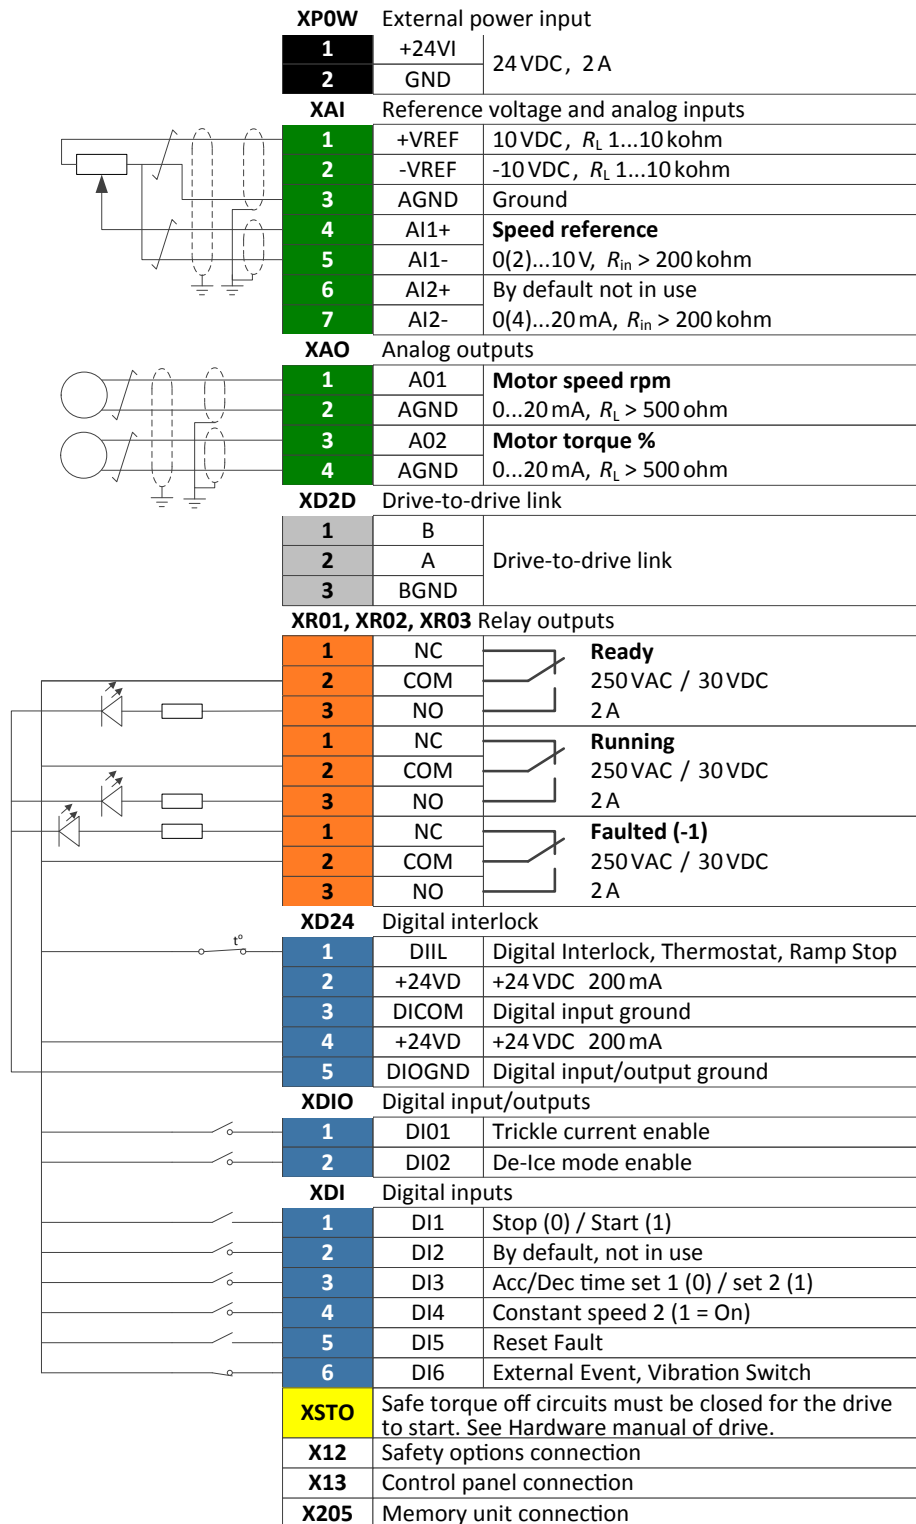 XP0W External power input
1 +24VI 24 VDC, 2 A
2 GND
XAI Reference voltage and analog inputs
1 +VREF 10 VDC, RL 1...10 kohm
2 -VREF -10 VDC, RL 1...10 kohm
3 AGND Ground
4 AI1+ Speed reference
5 AI1- 0(2)...10 V, Rin > 200 kohm
6 AI2+ By default not in use
7 AI2- 0(4)...20 mA, Rin > 200 kohm
XAO Analog outputs
1 A01 Motor speed rpm
2 AGND 0...20 mA, RL > 500 ohm
3 A02 Motor torque %
4 AGND 0...20 mA, RL > 500 ohm
XD2D Drive-to-drive link
1 B
2 A Drive-to-drive link
3 BGND
XR01, XR02, XR03 Relay outputs
1 NC Ready
2 COM 250 VAC / 30 VDC
3 NO 2 A
1 NC Running
2 COM 250 VAC / 30 VDC
3 NO 2 A
1 NC Faulted (-1)
2 COM 250 VAC / 30 VDC
3 NO 2 A
XD24 Digital interlock
t° 1 DIIL Digital Interlock, Thermostat, Ramp Stop
2 +24VD +24 VDC 200 mA
3 DICOM Digital input ground
4 +24VD +24 VDC 200 mA
5 DIOGND Digital input/output ground
XDIO Digital input/outputs
1 DI01 Trickle current enable
2 DI02 De-Ice mode enable
XDI Digital inputs
1 DI1 Stop (0) / Start (1)
2 DI2 By default, not in use
3 DI3 Acc/Dec time set 1 (0) / set 2 (1)
4 DI4 Constant speed 2 (1 = On)
5 DI5 Reset Fault
6 DI6 External Event, Vibration Switch
XSTO Safe torque off circuits must be closed for the drive
to start. See Hardware manual of drive.
X12 Safety options connection
X13 Control panel connection
X205 Memory unit connection